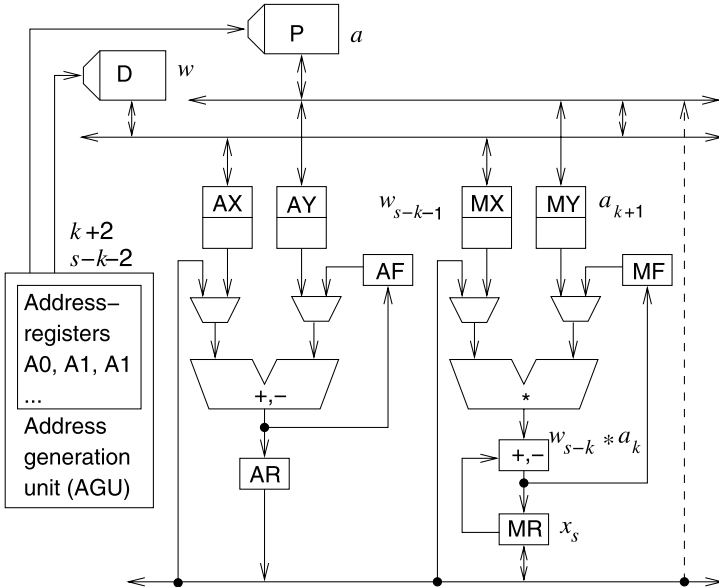 P a
D w
AX AY w_{s-k-1} MX MY a_{k+1}
k+2
s-k-2
AF MF
Address-
registers
A0, A1, A1
...
Address
generation
unit (AGU)
+,- *
+,- w_{s-k} * a_k
AR
MR x_s